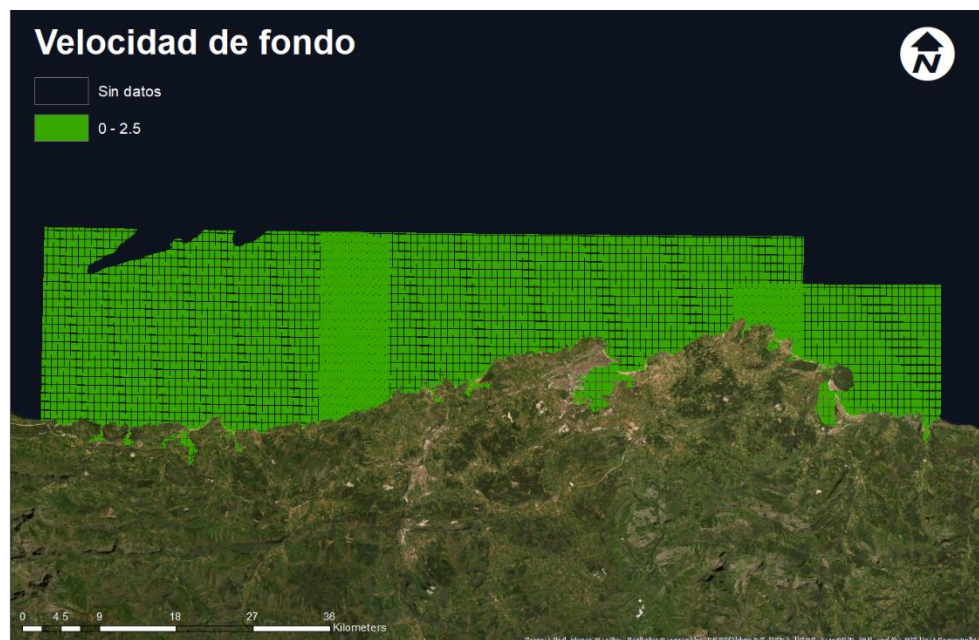 Velocidad de fondo
N
Sin datos
0 - 2.5
0 4.5 9 18 27 36
Kilometers